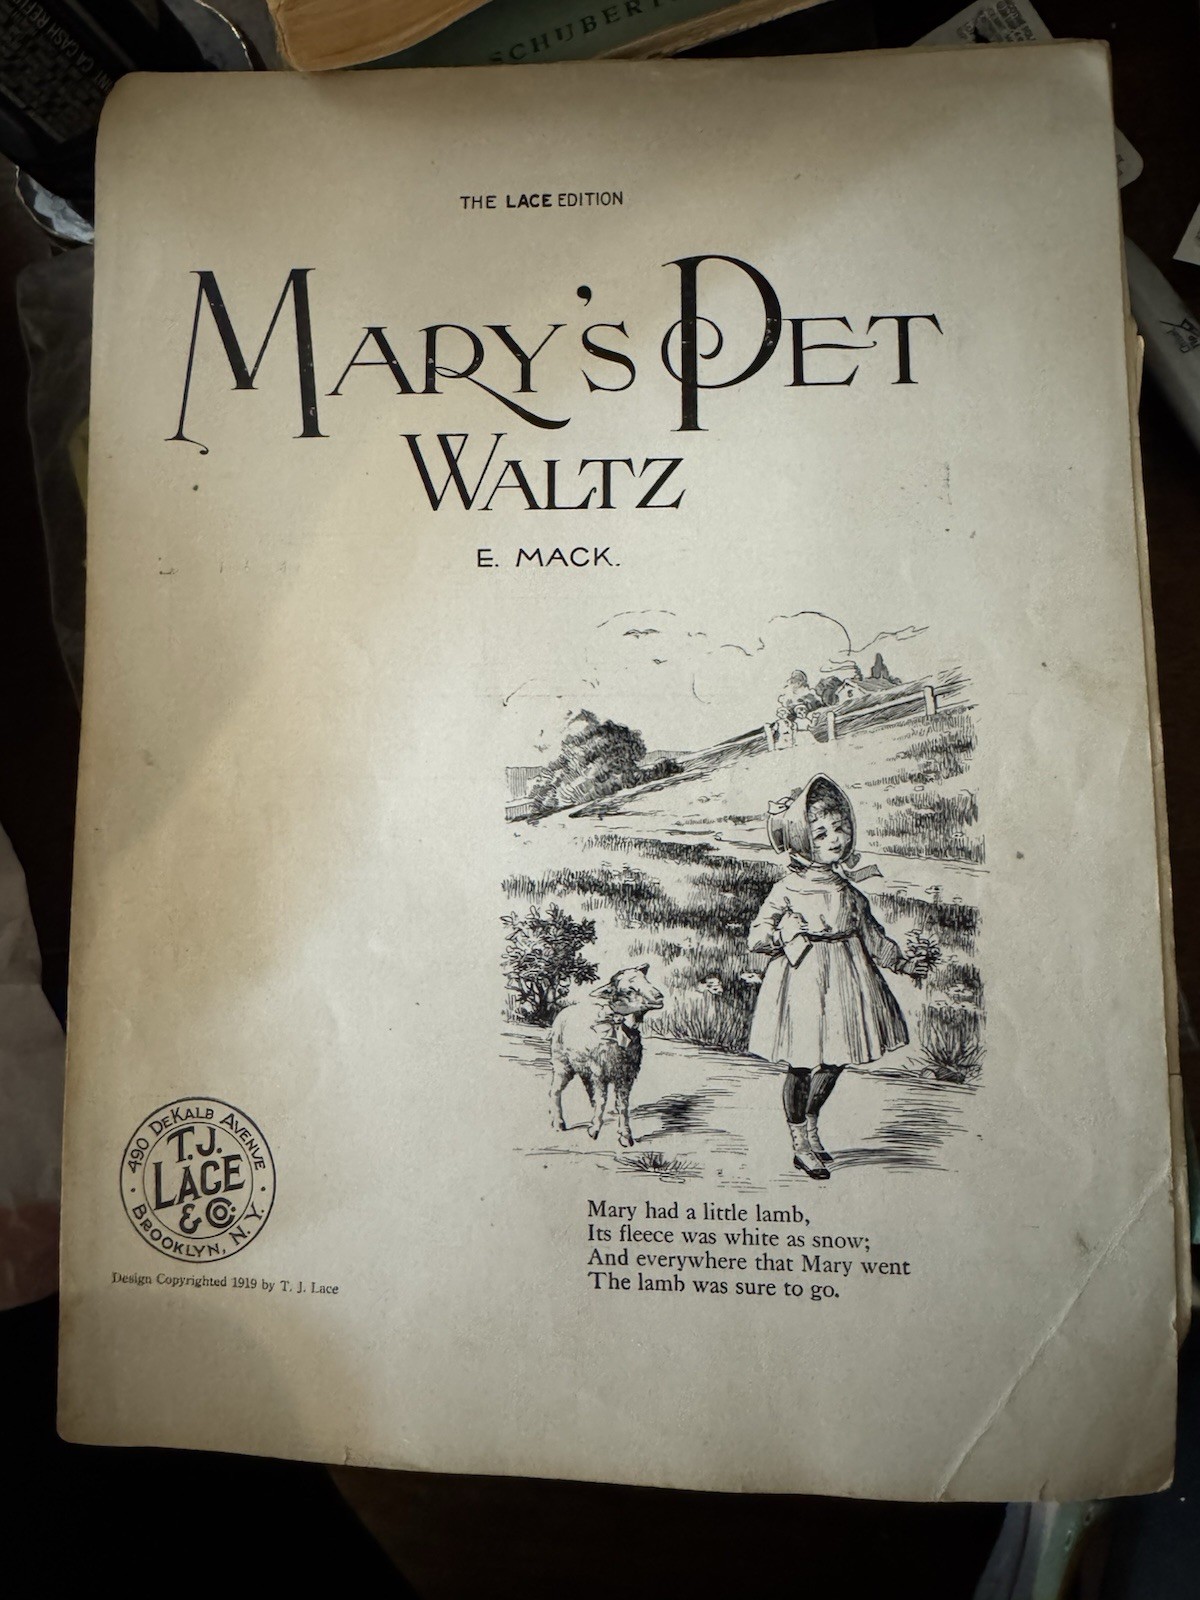 SCHUBERT
THE LACE EDITION
MARY'S PET
WALTZ
E. MACK.
490 DEKALB AVENUE
T.J.
LACE
& Co.
BROOKLYN, N.Y.
Design Copyrighted 1919 by T. J. Lace
Mary had a little lamb,
Its fleece was white as snow;
And everywhere that Mary went
The lamb was sure to go.